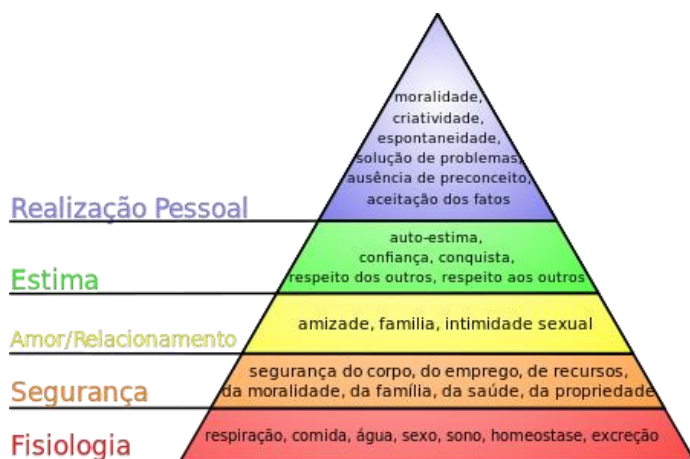 moralidade,
criatividade,
espontaneidade,
solução de problemas,
ausência de preconceito,
aceitação dos fatos
Realização Pessoal
auto-estima,
confiança, conquista,
respeito dos outros, respeito aos outros
Estima
amizade, familia, intimidade sexual
Amor/Relacionamento
segurança do corpo, do emprego, de recursos,
da moralidade, da família, da saúde, da propriedade
Segurança
respiração, comida, água, sexo, sono, homeostase, excreção
Fisiologia